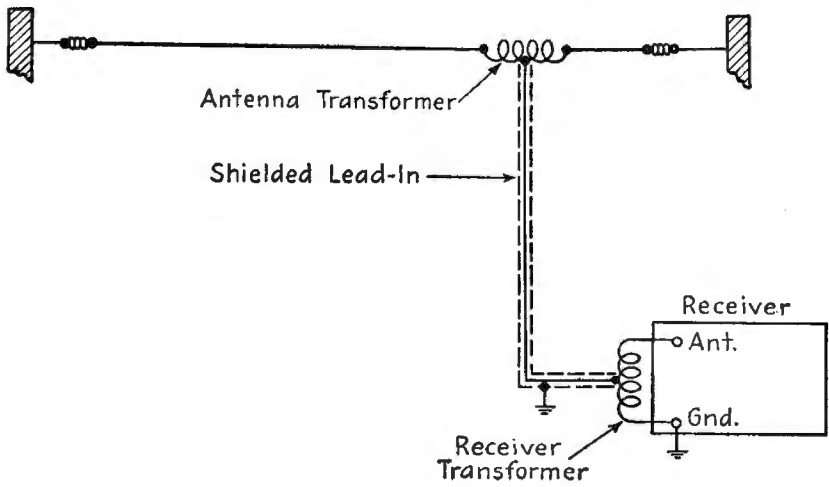 Antenna Transformer
Shielded Lead-In
Receiver
Ant.
Gnd.
Receiver
Transformer